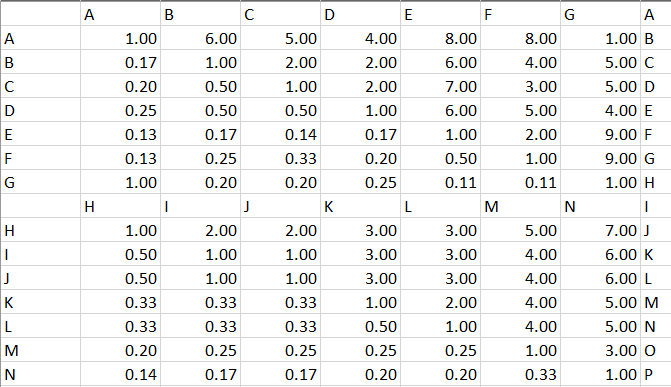 A B C D E F G A
A 1.00 6.00 5.00 4.00 8.00 8.00 1.00 B
B 0.17 1.00 2.00 2.00 6.00 4.00 5.00 C
C 0.20 0.50 1.00 2.00 7.00 3.00 5.00 D
D 0.25 0.50 0.50 1.00 6.00 5.00 4.00 E
E 0.13 0.17 0.14 0.17 1.00 2.00 9.00 F
F 0.13 0.25 0.33 0.20 0.50 1.00 9.00 G
G 1.00 0.20 0.20 0.25 0.11 0.11 1.00 H
H I J K L M N I
H 1.00 2.00 2.00 3.00 3.00 5.00 7.00 J
I 0.50 1.00 1.00 3.00 3.00 4.00 6.00 K
J 0.50 1.00 1.00 3.00 3.00 4.00 6.00 L
K 0.33 0.33 0.33 1.00 2.00 4.00 5.00 M
L 0.33 0.33 0.33 0.50 1.00 4.00 5.00 N
M 0.20 0.25 0.25 0.25 0.25 1.00 3.00 O
N 0.14 0.17 0.17 0.20 0.20 0.33 1.00 P